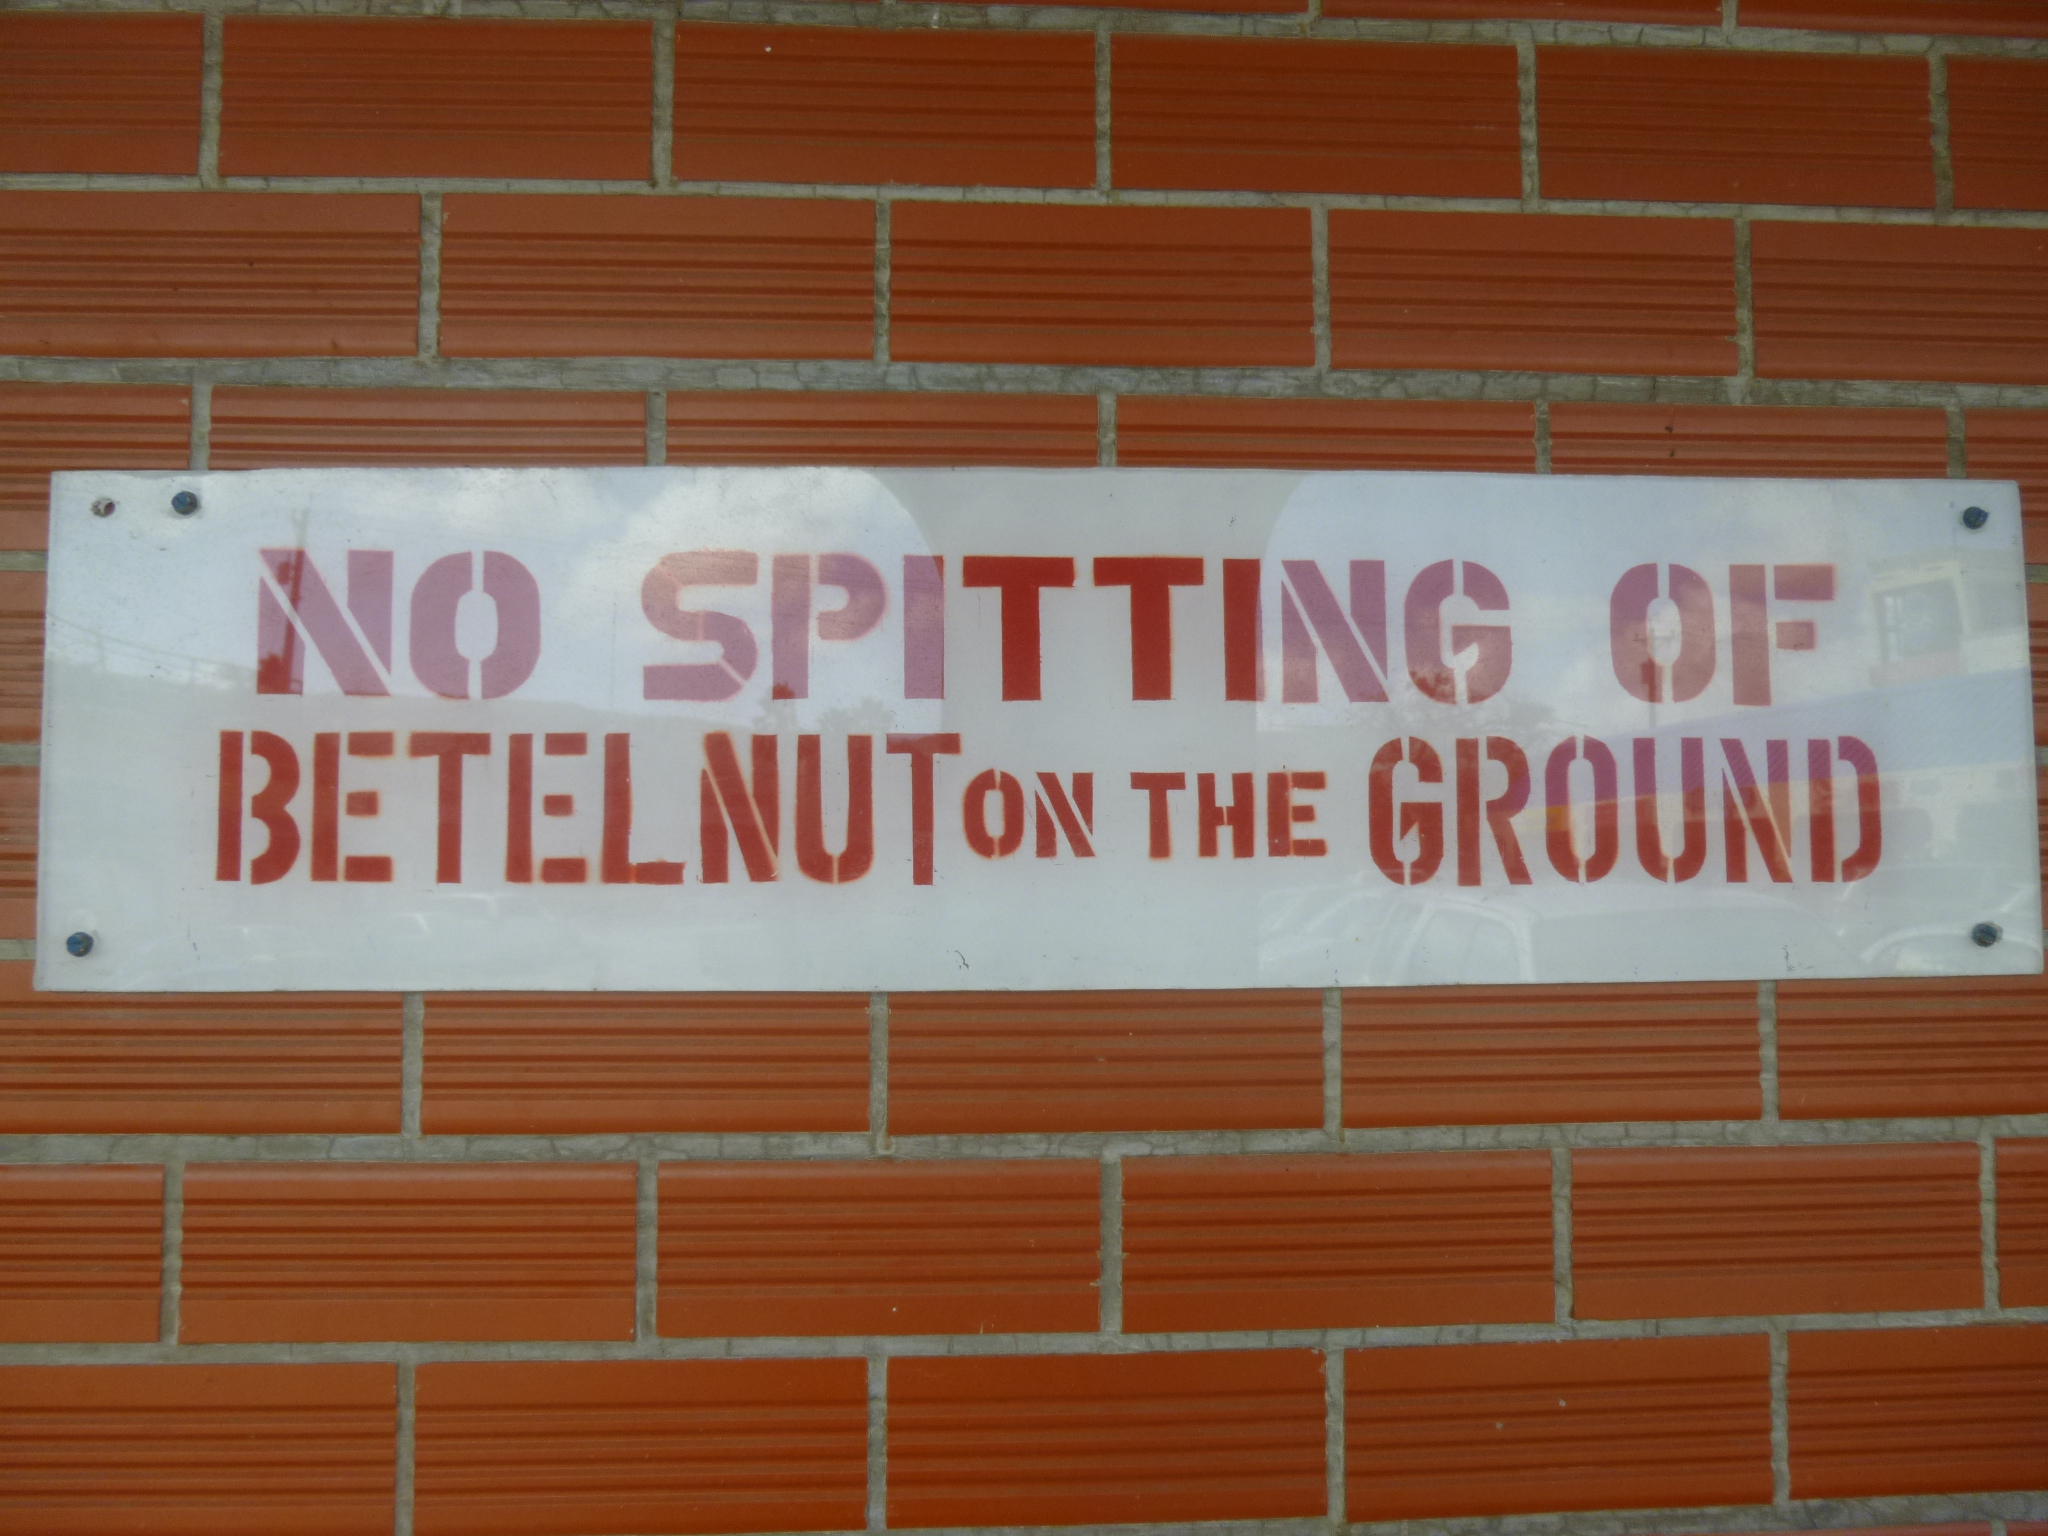 NO SPITTING OF
BETELNUT ON THE GROUND